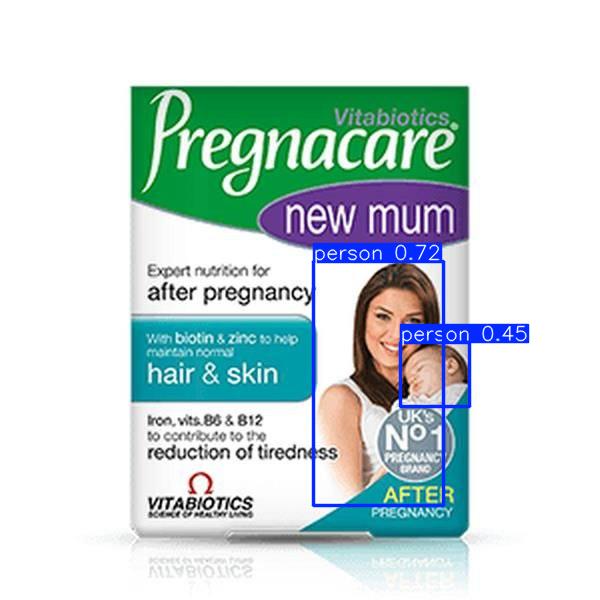 Vitabiotics
Pregnacare®
new mum
person 0.72
Expert nutrition for
after pregnancy
person 0.45
With biotin & zinc to help
maintain normal
hair & skin
Iron, vits.B6 & B12
to contribute to the
reduction of tiredness
UK's
No1
PREGNANCY
BRAND
VITABIOTICS
SCIENCE OF HEALTHY LIVING
AFTER
PREGNANCY